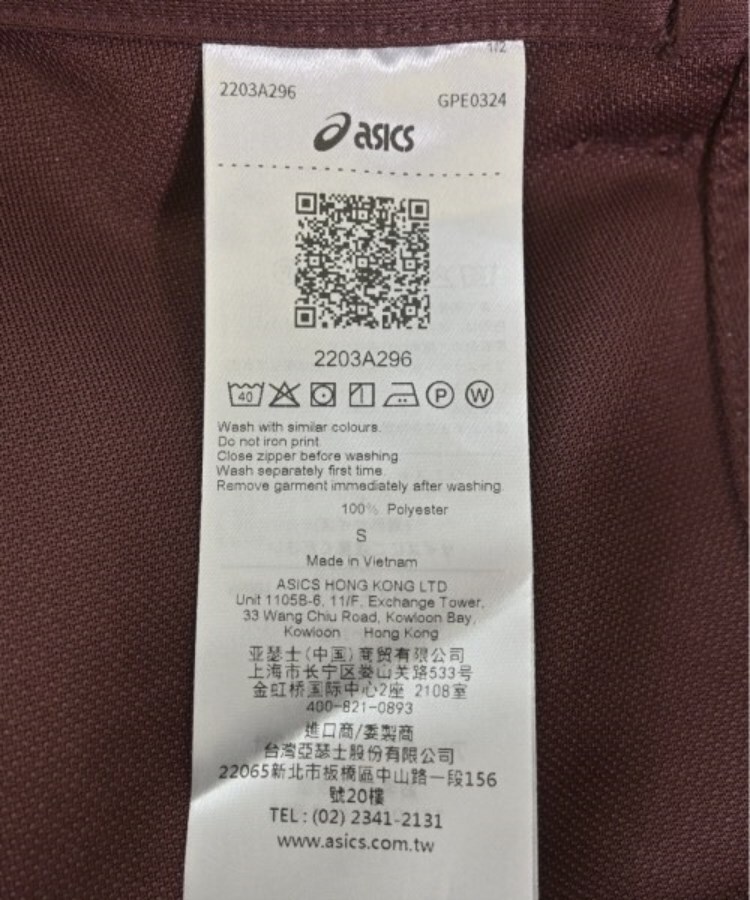 1/2
2203A296
GPE0324
asics
2203A296
40
P
W
Wash with similar colours.
Do not iron print
Close zipper before washing
Wash separately first time.
Remove garment immediately after washing
100% Polyester
S
Made in Vietnam
ASICS HONG KONG LTD
Unit 1105B-6, 11/F, Exchange Tower,
33 Wang Chiu Road, Kowloon Bay,
Kowloon Hong Kong
亚瑟士(中国)商贸有限公司
上海市长宁区娄山关路533号
金虹桥国际中心2座 2108室
400-821-0893
進口商/委製商
台灣亞瑟士股份有限公司
22065新北市板橋區中山路一段156
號20樓
TEL : (02) 2341-2131
www.asics.com.tw